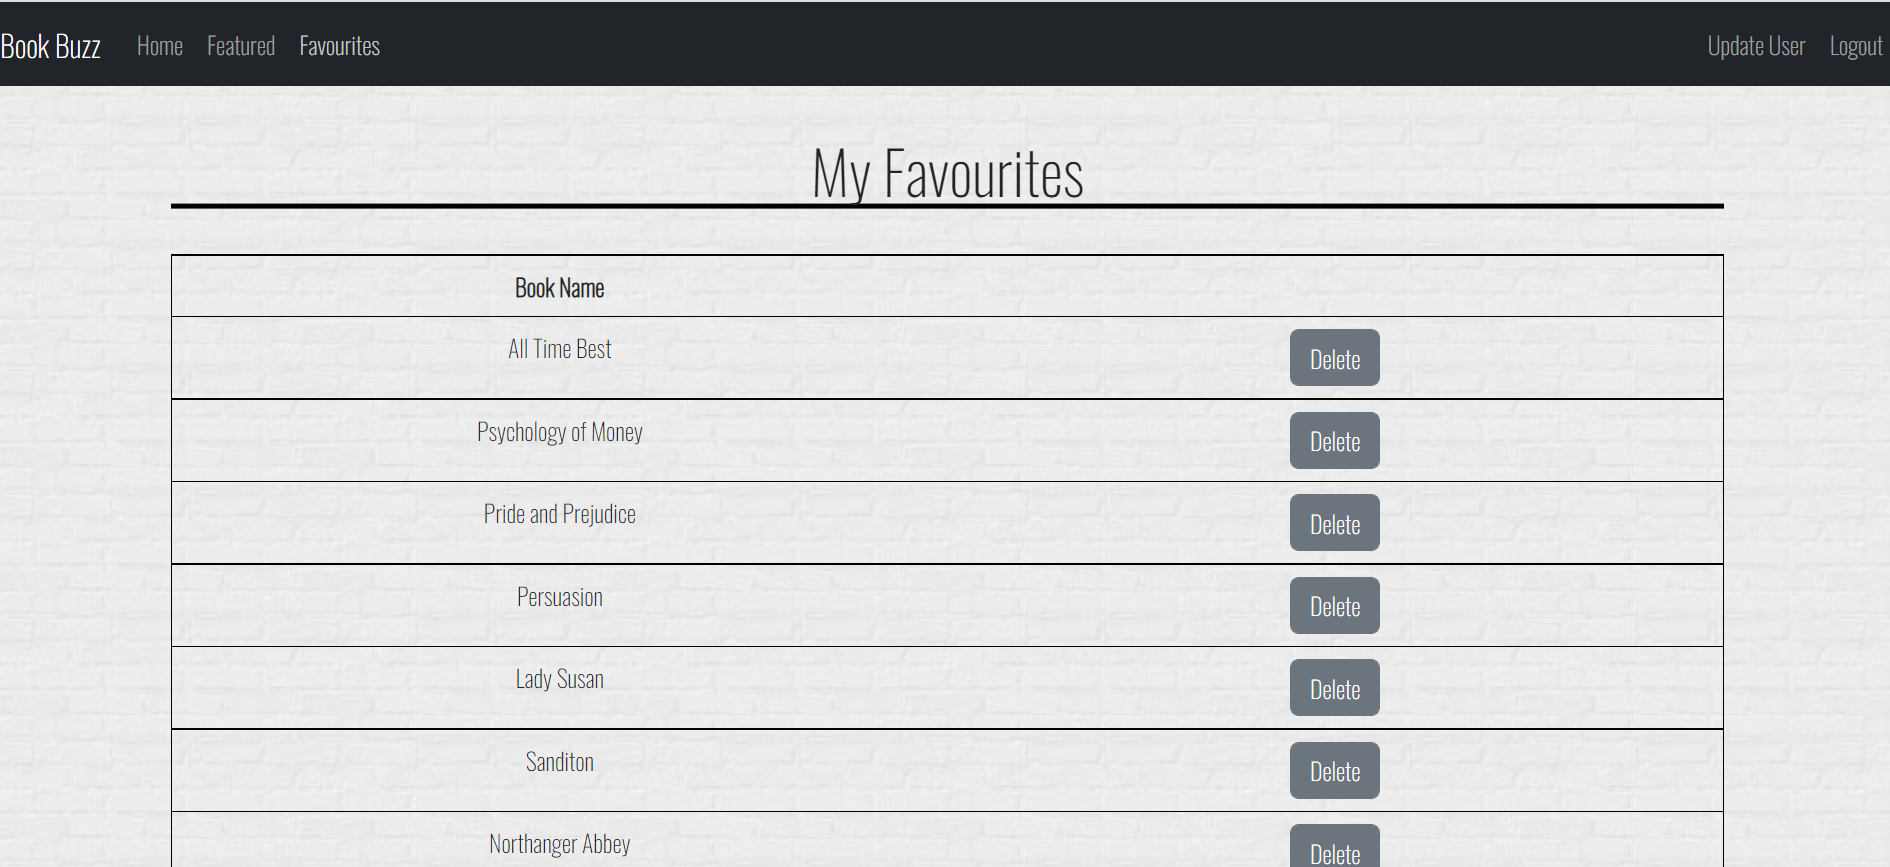 Book Buzz Home Featured Favourites Update User Logout
My Favourites
Book Name
All Time Best Delete
Psychology of Money Delete
Pride and Prejudice Delete
Persuasion Delete
Lady Susan Delete
Sanditon Delete
Northanger Abbey Delete